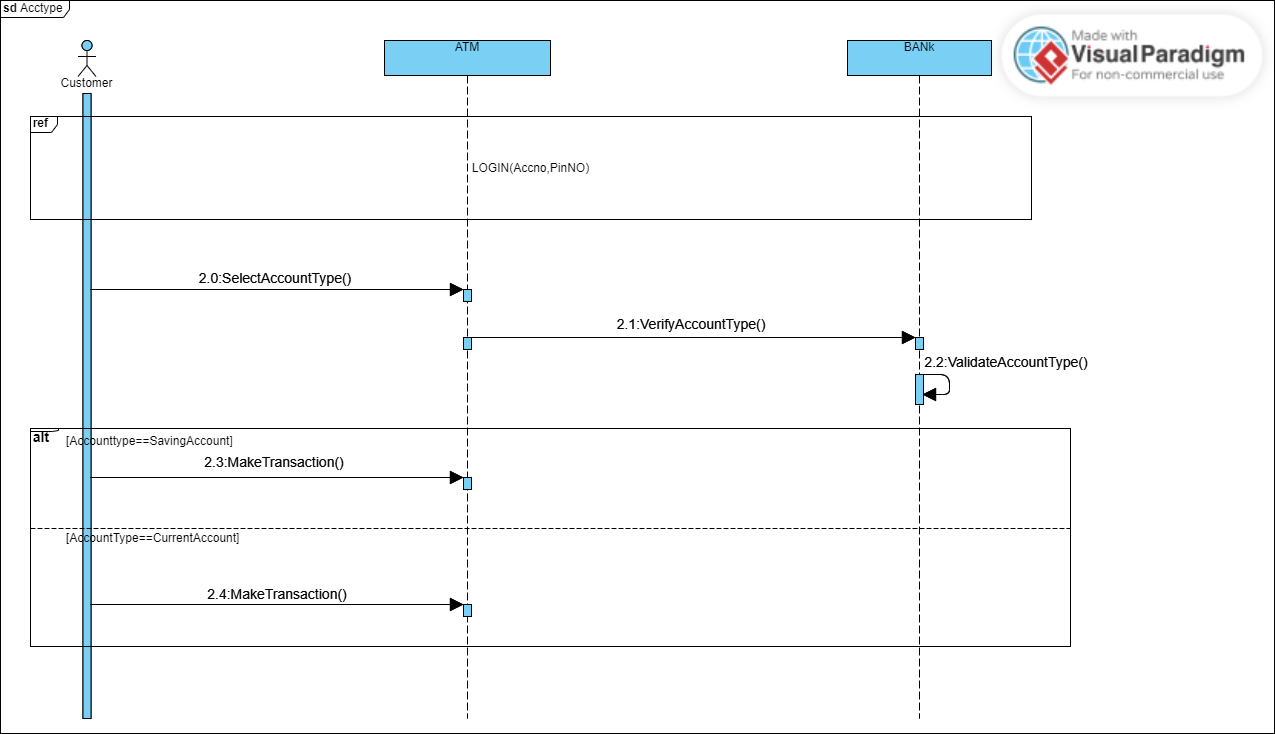 sd Acctype
Customer
ATM
BANk
Made with
Visual Paradigm
For non-commercial use
ref
LOGIN(Accno,PinNO)
2.0:SelectAccountType()
2.1:VerifyAccountType()
2.2:ValidateAccountType()
alt
[Accounttype==SavingAccount]
2.3:MakeTransaction()
[AccountType==CurrentAccount]
2.4:MakeTransaction()